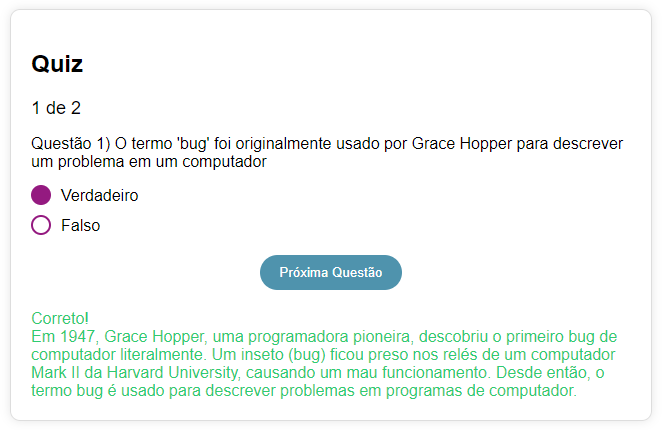 Quiz
1 de 2
Questão 1) O termo 'bug' foi originalmente usado por Grace Hopper para descrever
um problema em um computador
Verdadeiro
Falso
Próxima Questão
Correto!
Em 1947, Grace Hopper, uma programadora pioneira, descobriu o primeiro bug de
computador literalmente. Um inseto (bug) ficou preso nos relés de um computador
Mark II da Harvard University, causando um mau funcionamento. Desde então, o
termo bug é usado para descrever problemas em programas de computador.